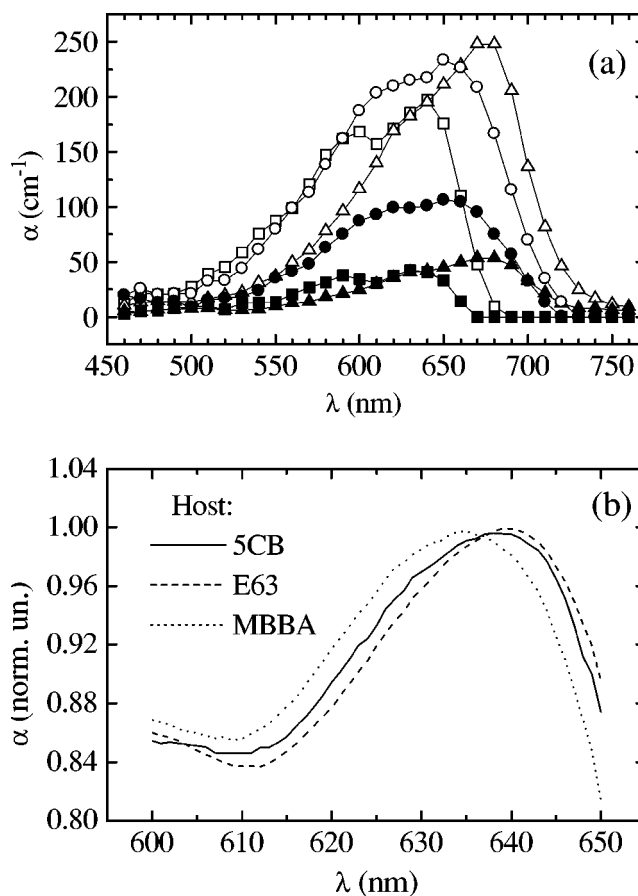 (a)
250
200
150
100
50
0
α (cm⁻¹)
450 500 550 600 650 700 750
λ (nm)
(b)
1.04
1.00
0.96
0.92
0.88
0.84
0.80
α (norm. un.)
Host:
5CB
E63
MBBA
600 610 620 630 640 650
λ (nm)